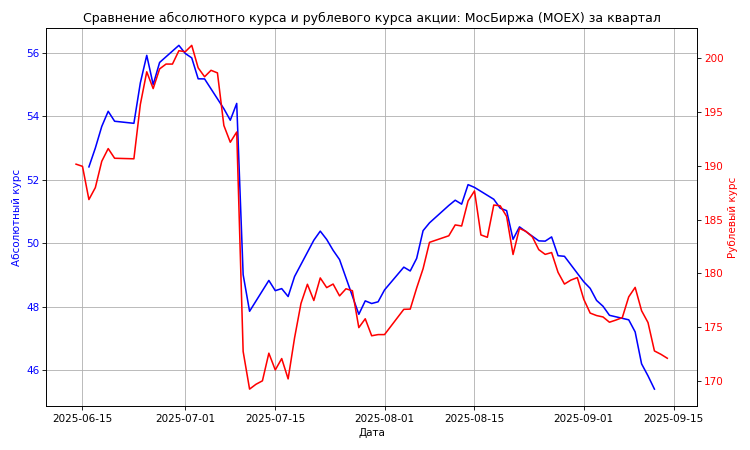 Сравнение абсолютного курса и рублевого курса акции: МосБиржа (MOEX) за квартал
56
54
52
50
48
46
Абсолютный курс
200
195
190
185
180
175
170
Рублевый курс
2025-06-15 2025-07-01 2025-07-15 2025-08-01 2025-08-15 2025-09-01 2025-09-15
Дата